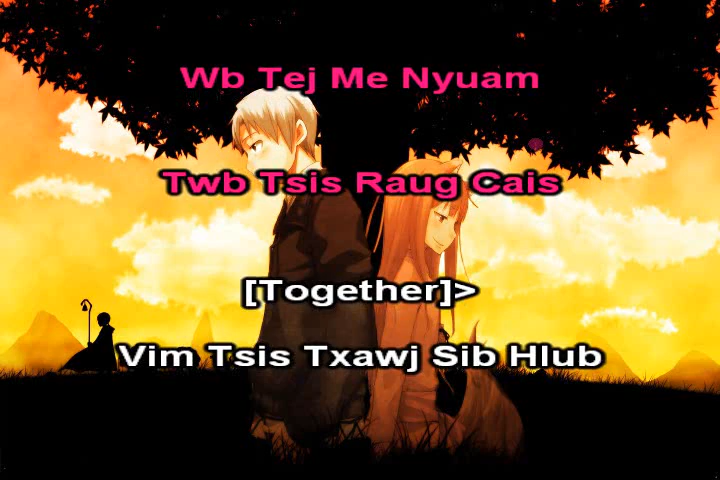 Wb Tej Me Nyuam
Twb Tsis Raug Cais
[Together]>
Vim Tsis Txawj Sib Hlub